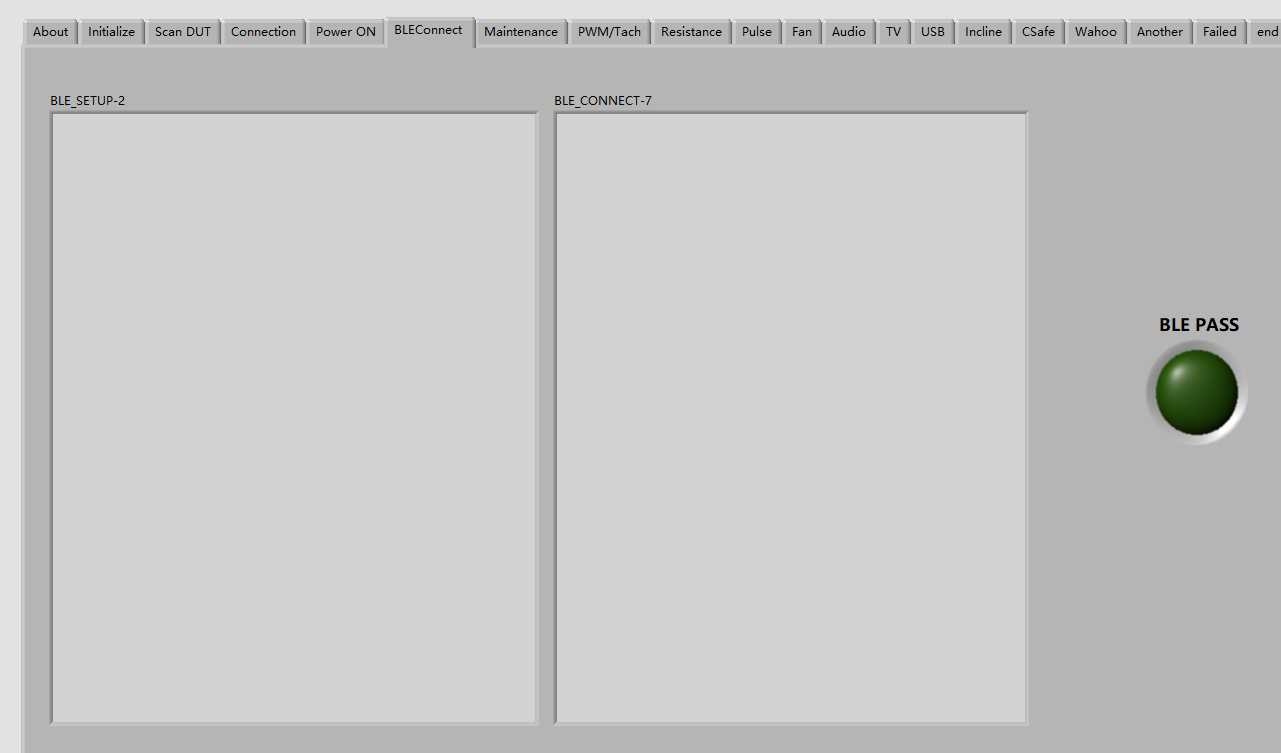 About Initialize Scan DUT Connection Power ON BLEConnect Maintenance PWM/Tach Resistance Pulse Fan Audio TV USB Incline CSafe Wahoo Another Failed end
BLE_SETUP-2 BLE_CONNECT-7
BLE PASS